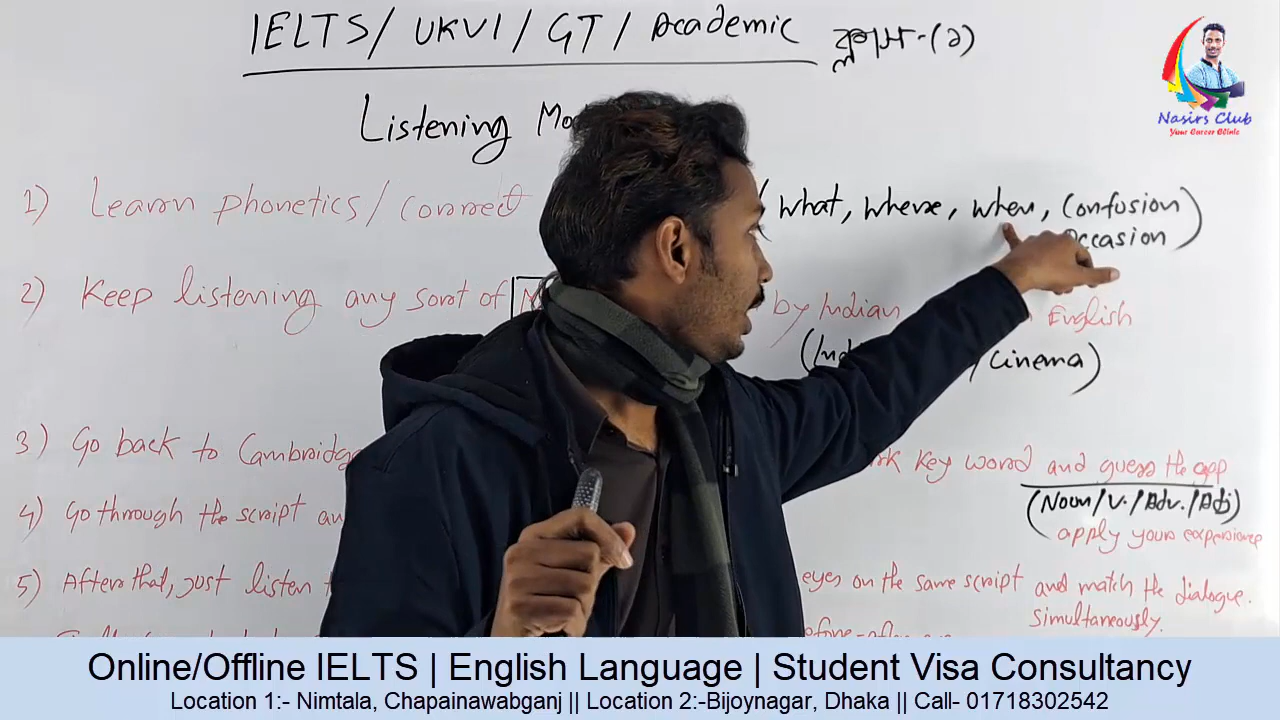 IELTS / UKVI / GT / Academic ক্লাস-(১)
Nasirs Club
Your Career Clinic
Listening
1) Learn phonetics / correct ( What, Where, When, Confusion
Occasion )
2) Keep listening any sort of by Indian English
/ Cinema)
3) Go back to Cambridge Key word and guess the app
(Noun / V. / Adv. / Adj)
4) Go through the script apply your experience
5) After that, just listen eyes on the same script and match the dialogue.
simultaneously.
Online/Offline IELTS | English Language | Student Visa Consultancy
Location 1:- Nimtala, Chapainawabganj || Location 2:-Bijoynagar, Dhaka || Call- 01718302542